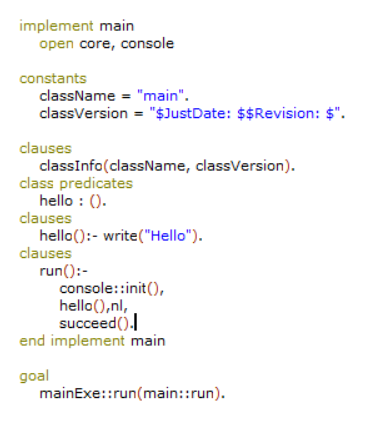 implement main
open core, console
constants
className = "main".
classVersion = "$JustDate: $$Revision: $".
clauses
classInfo(className, classVersion).
class predicates
hello : ().
clauses
hello():- write("Hello").
clauses
run():-
console::init(),
hello(),nl,
succeed().
end implement main
goal
mainExe::run(main::run).